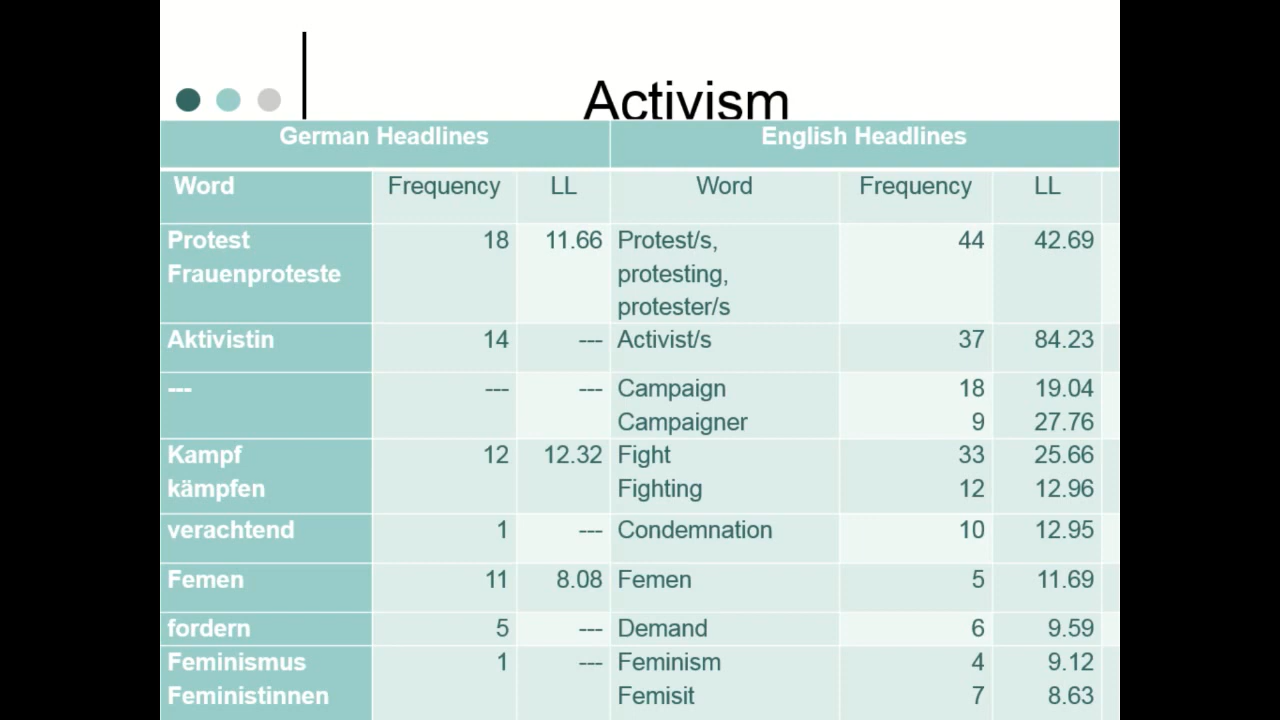 Activism
German Headlines English Headlines
Word Frequency LL Word Frequency LL
Protest 18 11.66 Protest/s, 44 42.69
Frauenproteste protesting,
protester/s
Aktivistin 14 --- Activist/s 37 84.23
--- --- --- Campaign 18 19.04
Campaigner 9 27.76
Kampf 12 12.32 Fight 33 25.66
kämpfen Fighting 12 12.96
verachtend 1 --- Condemnation 10 12.95
Femen 11 8.08 Femen 5 11.69
fordern 5 --- Demand 6 9.59
Feminismus 1 --- Feminism 4 9.12
Feministinnen Femisit 7 8.63